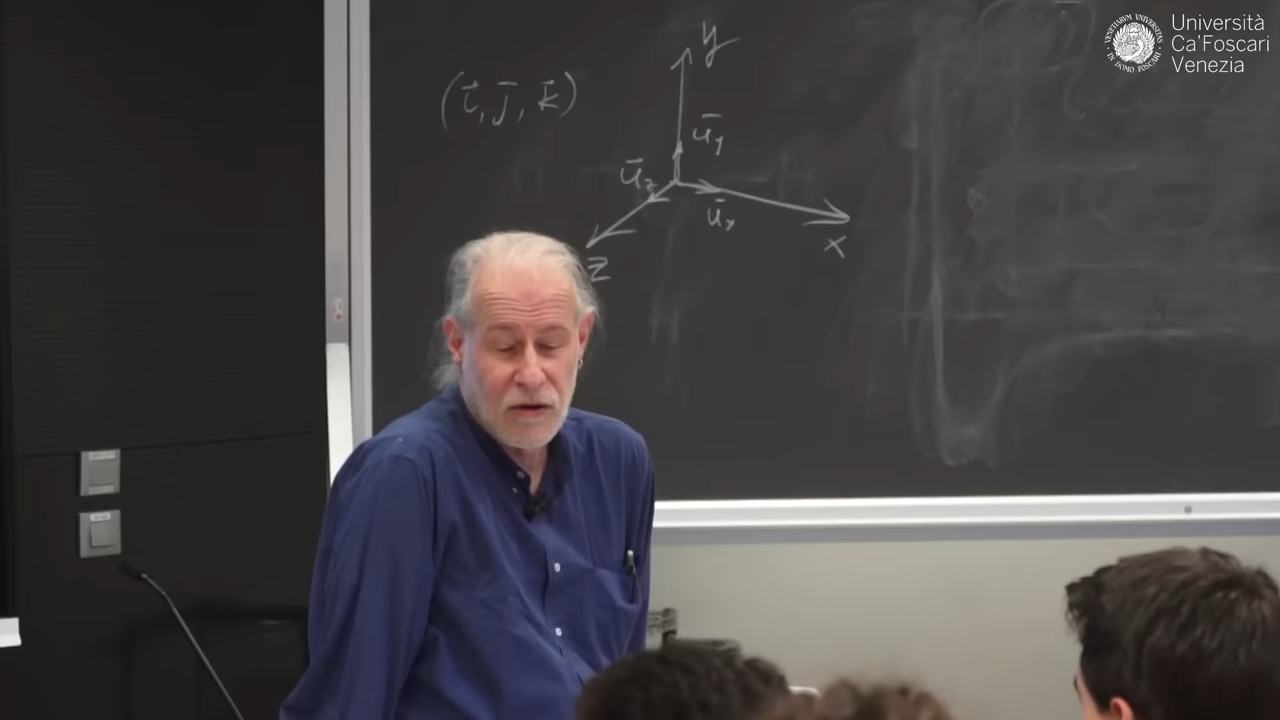 (i⃗, j⃗, k⃗)
y
ū_y
ū_z
ū_x
x
z
Università
Ca'Foscari
Venezia